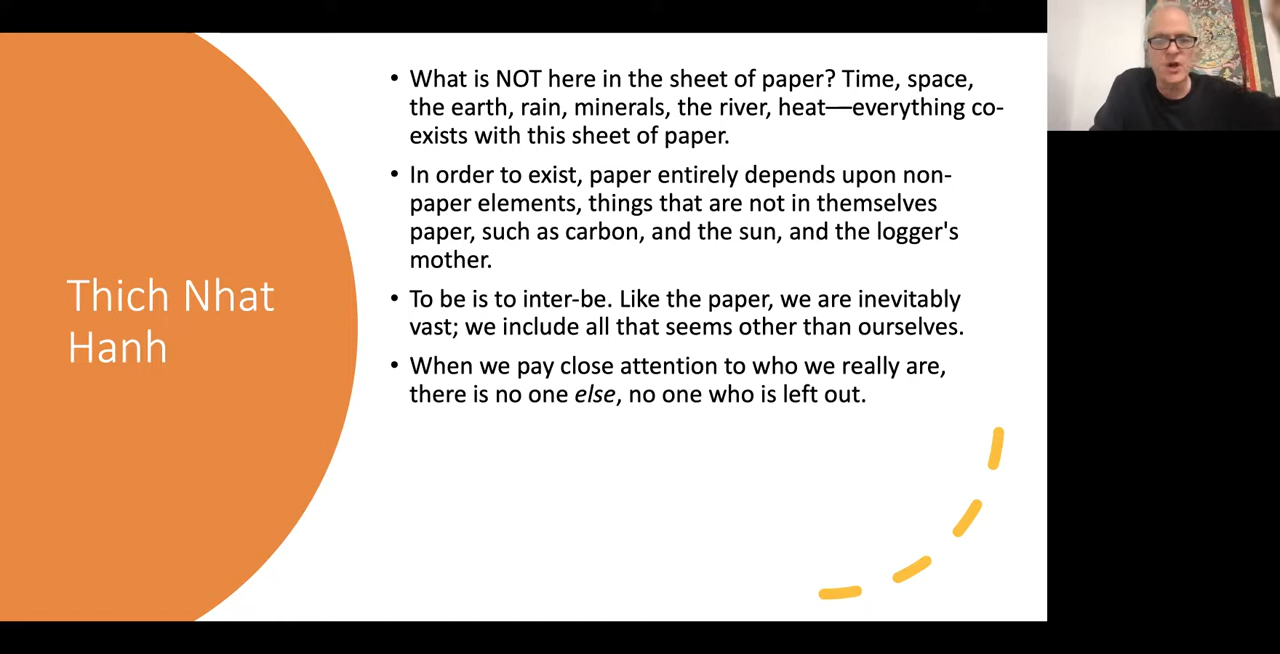 Thich Nhat
Hanh
• What is NOT here in the sheet of paper? Time, space,
the earth, rain, minerals, the river, heat—everything co-
exists with this sheet of paper.
• In order to exist, paper entirely depends upon non-
paper elements, things that are not in themselves
paper, such as carbon, and the sun, and the logger's
mother.
• To be is to inter-be. Like the paper, we are inevitably
vast; we include all that seems other than ourselves.
• When we pay close attention to who we really are,
there is no one else, no one who is left out.